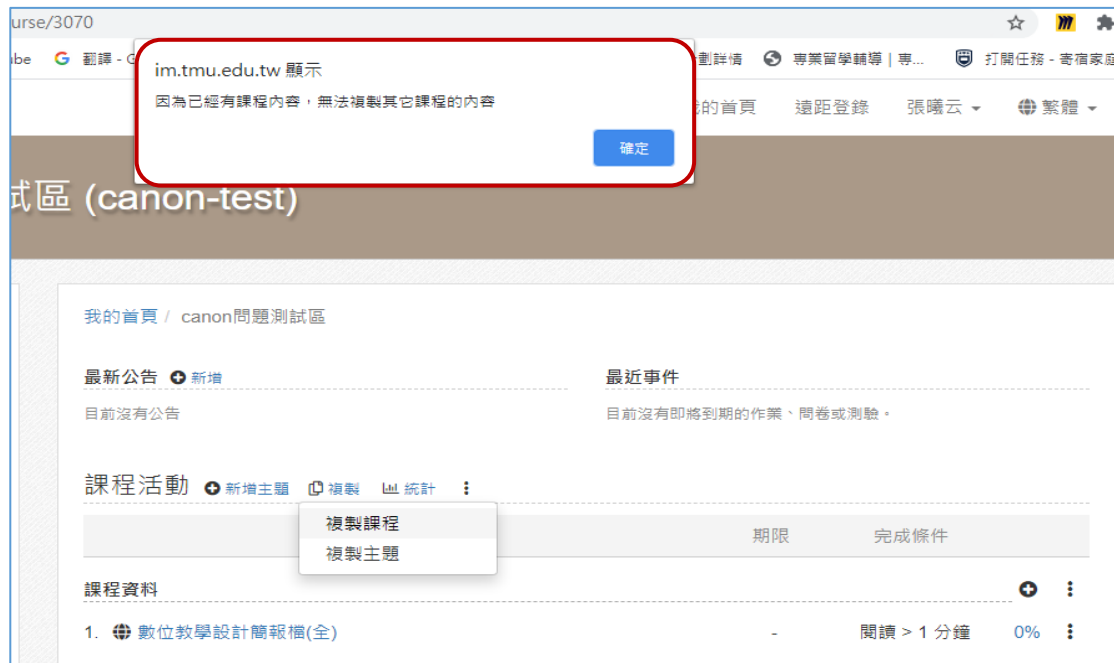 urse/3070
be 翻譯 - G 劃詳情 專業留學輔導 | 專... 打開任務 - 寄宿家庭
im.tmu.edu.tw 顯示
因為已經有課程內容，無法複製其它課程的內容
確定
我的首頁 遠距登錄 張曦云 繁體
試區 (canon-test)
我的首頁 / canon問題測試區
最新公告 新增
目前沒有公告
最近事件
目前沒有即將到期的作業、問卷或測驗。
課程活動 新增主題 複製 統計
複製課程
複製主題
期限 完成條件
課程資料
1. 數位教學設計簡報檔(全) - 閱讀 > 1 分鐘 0%